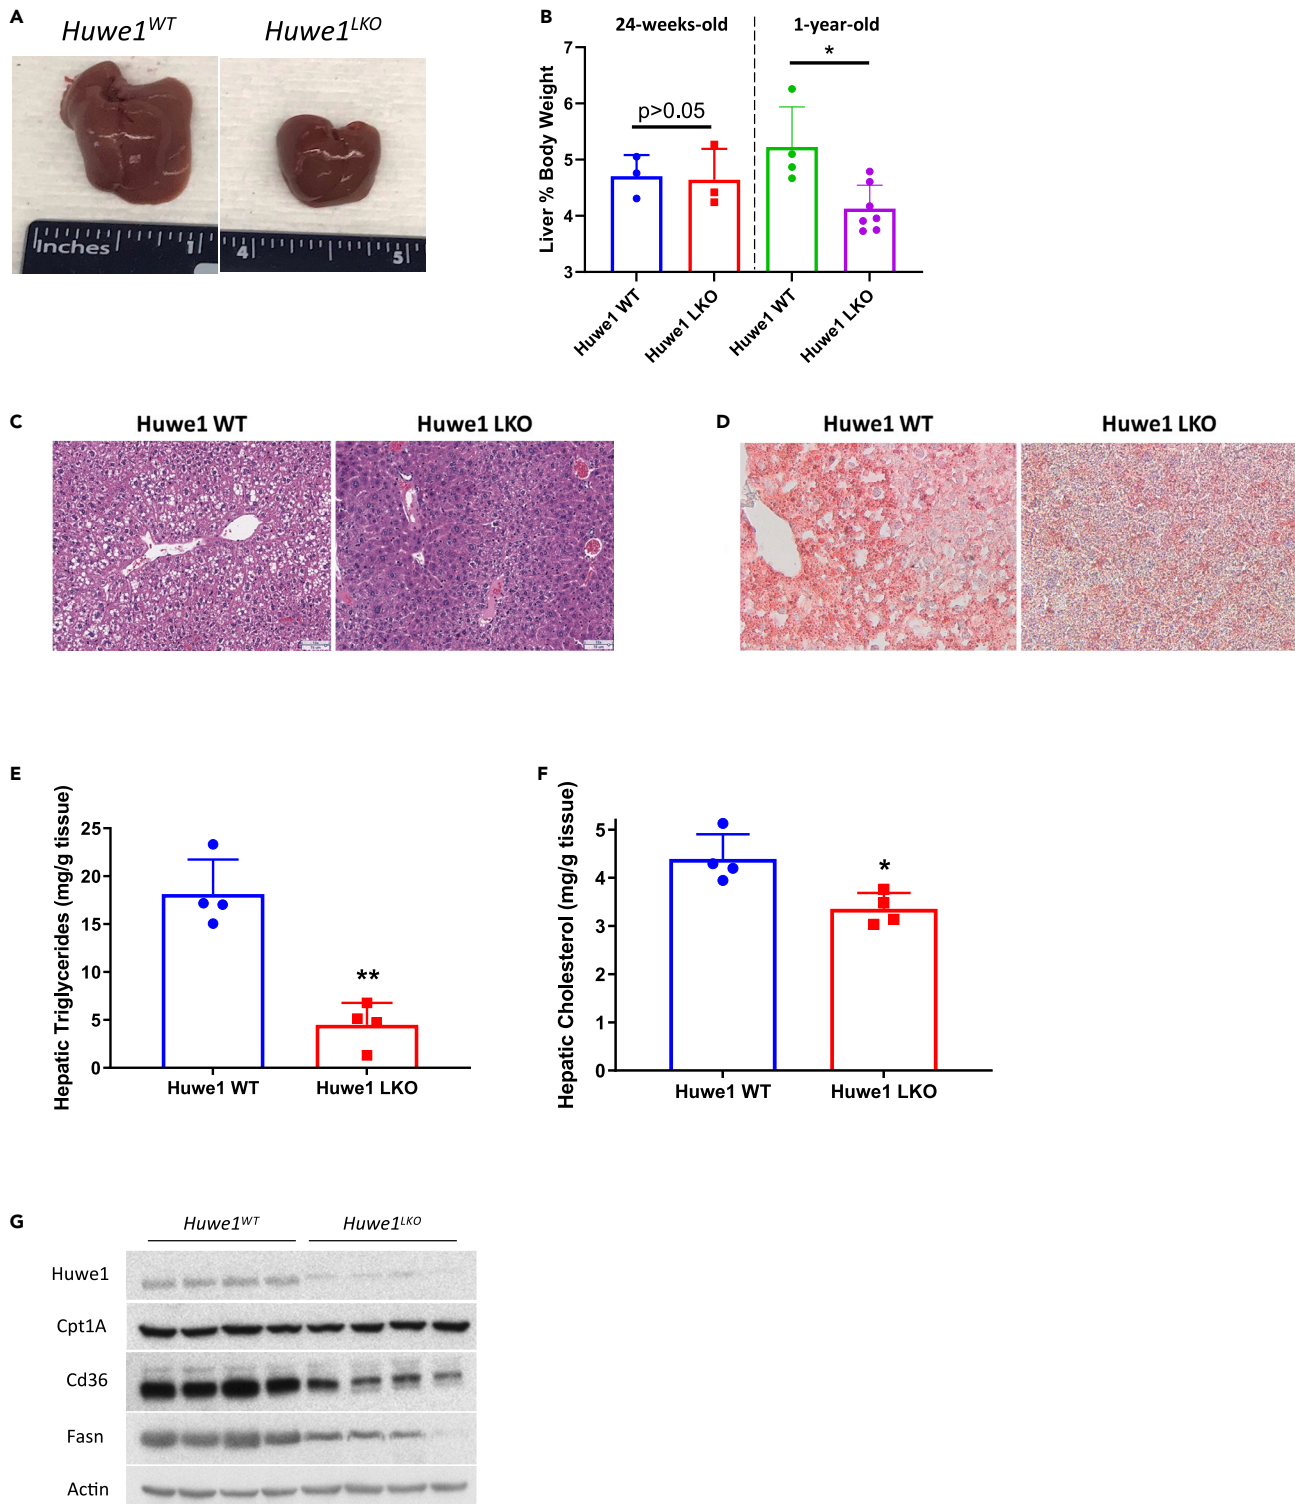 A
Huwe1WT
Huwe1LKO
Inches
1
4
5
B
24-weeks-old
1-year-old
Liver % Body Weight
7
6
5
4
3
p>0.05
*
Huwe1 WT
Huwe1 LKO
Huwe1 WT
Huwe1 LKO
C
Huwe1 WT
Huwe1 LKO
D
Huwe1 WT
Huwe1 LKO
E
Hepatic Triglycerides (mg/g tissue)
25
20
15
10
5
0
**
Huwe1 WT
Huwe1 LKO
F
Hepatic Cholesterol (mg/g tissue)
5
4
3
2
1
0
*
Huwe1 WT
Huwe1 LKO
G
Huwe1WT
Huwe1LKO
Huwe1
Cpt1A
Cd36
Fasn
Actin